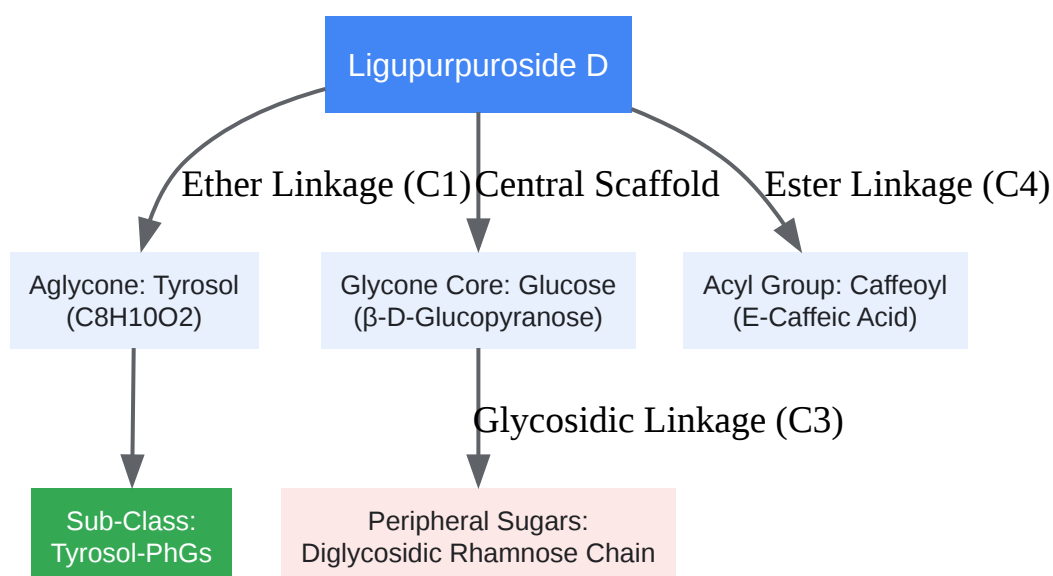 Ligupurpuroside D
Ether Linkage (C1)
Central Scaffold
Ester Linkage (C4)
Aglycone: Tyrosol
(C8H10O2)
Glycone Core: Glucose
(β-D-Glucopyranose)
Acyl Group: Caffeoyl
(E-Caffeic Acid)
Glycosidic Linkage (C3)
Sub-Class:
Tyrosol-PhGs
Peripheral Sugars:
Diglycosidic Rhamnose Chain